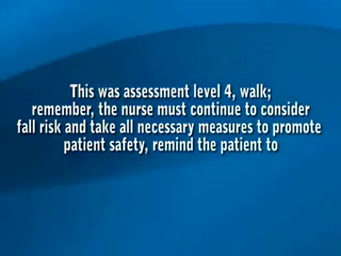 This was assessment level 4, walk;
remember, the nurse must continue to consider
fall risk and take all necessary measures to promote
patient safety, remind the patient to